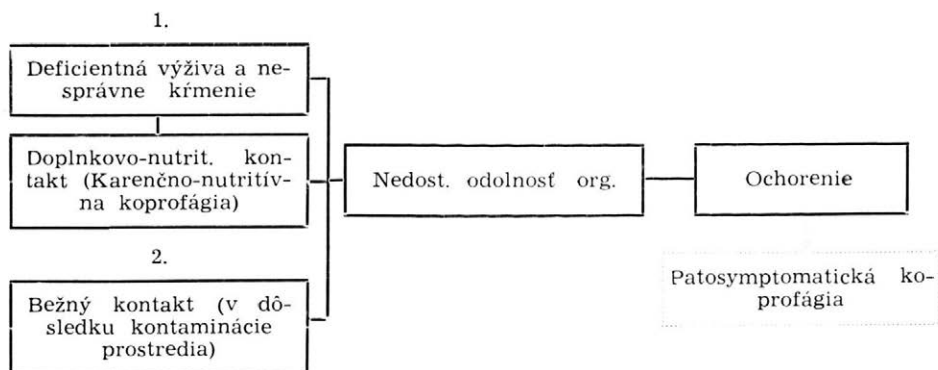 1.
Deficientná výživa a ne-
správne kŕmenie
Doplnkovo-nutrit. kon-
takt (Karenčno-nutritív-
na koprofágia)
2.
Bežný kontakt (v dô-
sledku kontaminácie
prostredia)
Nedost. odolnosť org.
Ochorenie
Patosymptomatická ko-
profágia